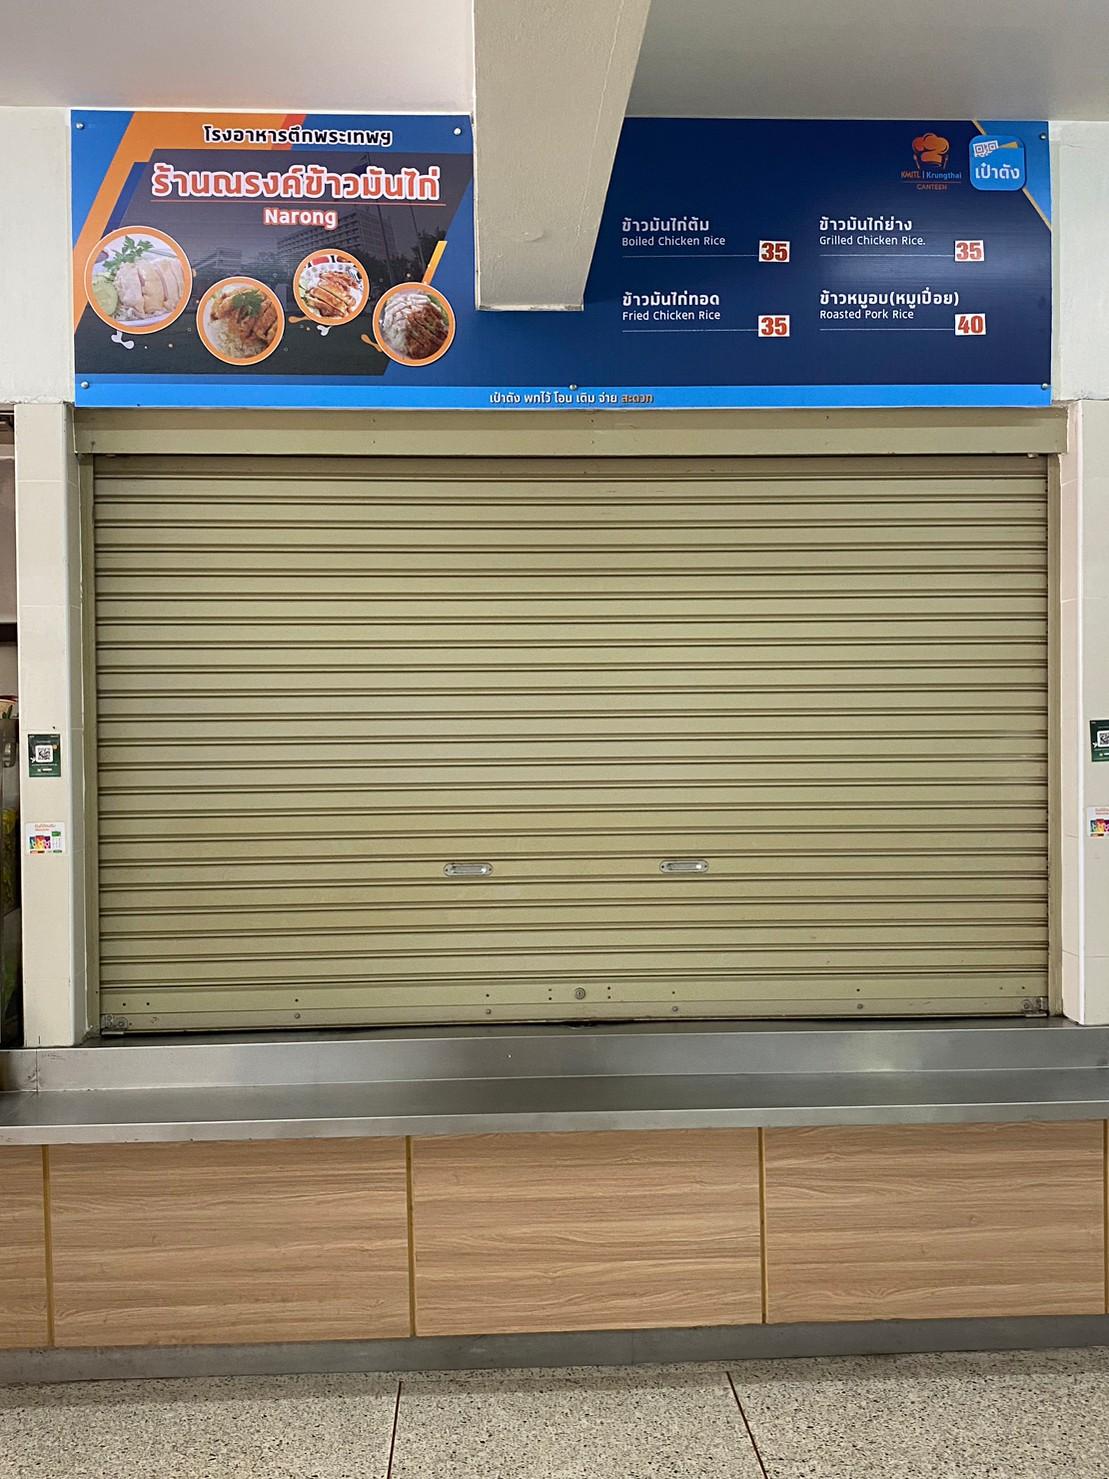 โรงอาหารตึกพระเทพฯ
ร้านณรงค์ข้าวมันไก่
Narong
KMITL | Krungthai
CANTEEN
เป๋าตัง
ข้าวมันไก่ต้ม
Boiled Chicken Rice
35
ข้าวมันไก่ย่าง
Grilled Chicken Rice.
35
ข้าวมันไก่ทอด
Fried Chicken Rice
35
ข้าวหมูอบ(หมูเปื่อย)
Roasted Pork Rice
40
เป๋าตัง พกไว้ โอน เติม จ่าย สะดวก